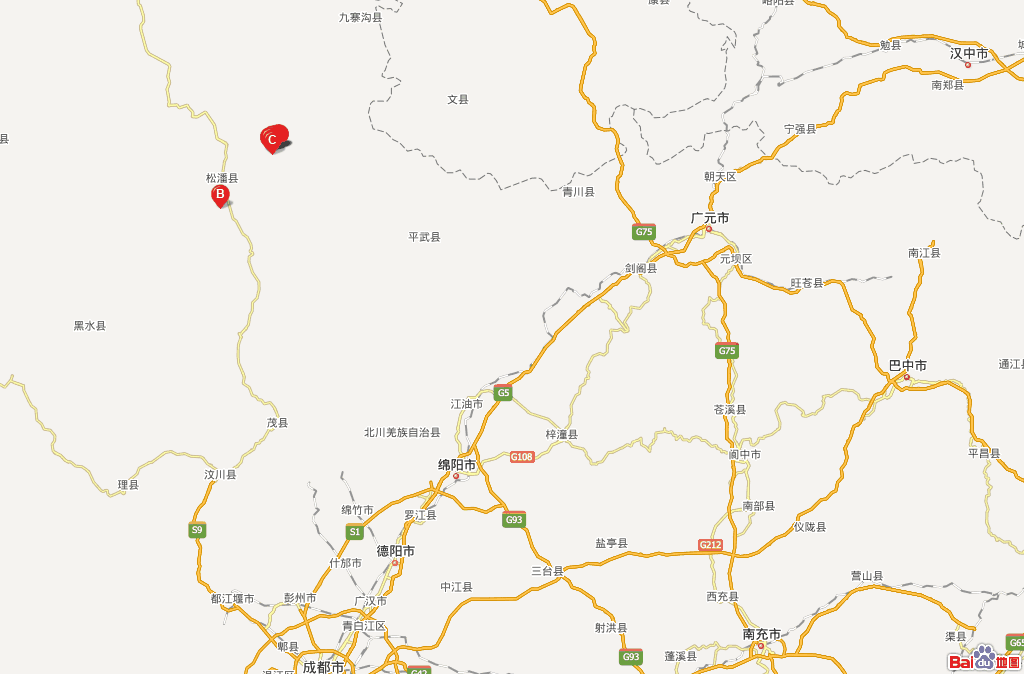 康县
略阳县
九寨沟县
勉县
汉中市
城
文县
南郑县
宁强县
县
C
松潘县
朝天区
B
青川县
广元市
G75
平武县
南江县
元坝区
剑阁县
旺苍县
黑水县
G75
巴中市
通江县
G5
江油市
苍溪县
茂县
北川羌族自治县
梓潼县
阆中市
平昌县
G108
绵阳市
汶川县
理县
绵竹市
罗江县
南部县
G93
仪陇县
S9
S1
盐亭县
G212
德阳市
什邡市
三台县
营山县
中江县
西充县
都江堰市
彭州市
广汉市
青白江区
射洪县
南充市
渠县
G65
郫县
G93
蓬溪县
成都市
温江区
G42
Bai du 地图